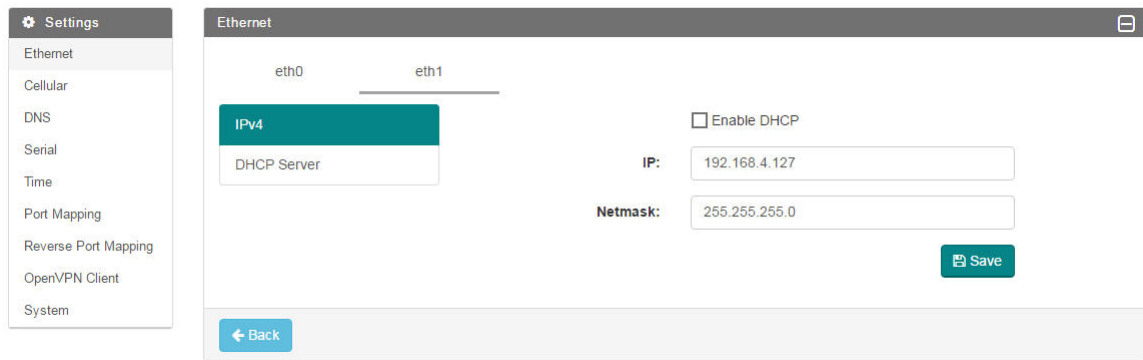 Settings
Ethernet
Cellular
DNS
Serial
Time
Port Mapping
Reverse Port Mapping
OpenVPN Client
System
Ethernet
eth0
eth1
IPv4
DHCP Server
Enable DHCP
IP: 192.168.4.127
Netmask: 255.255.255.0
Save
Back